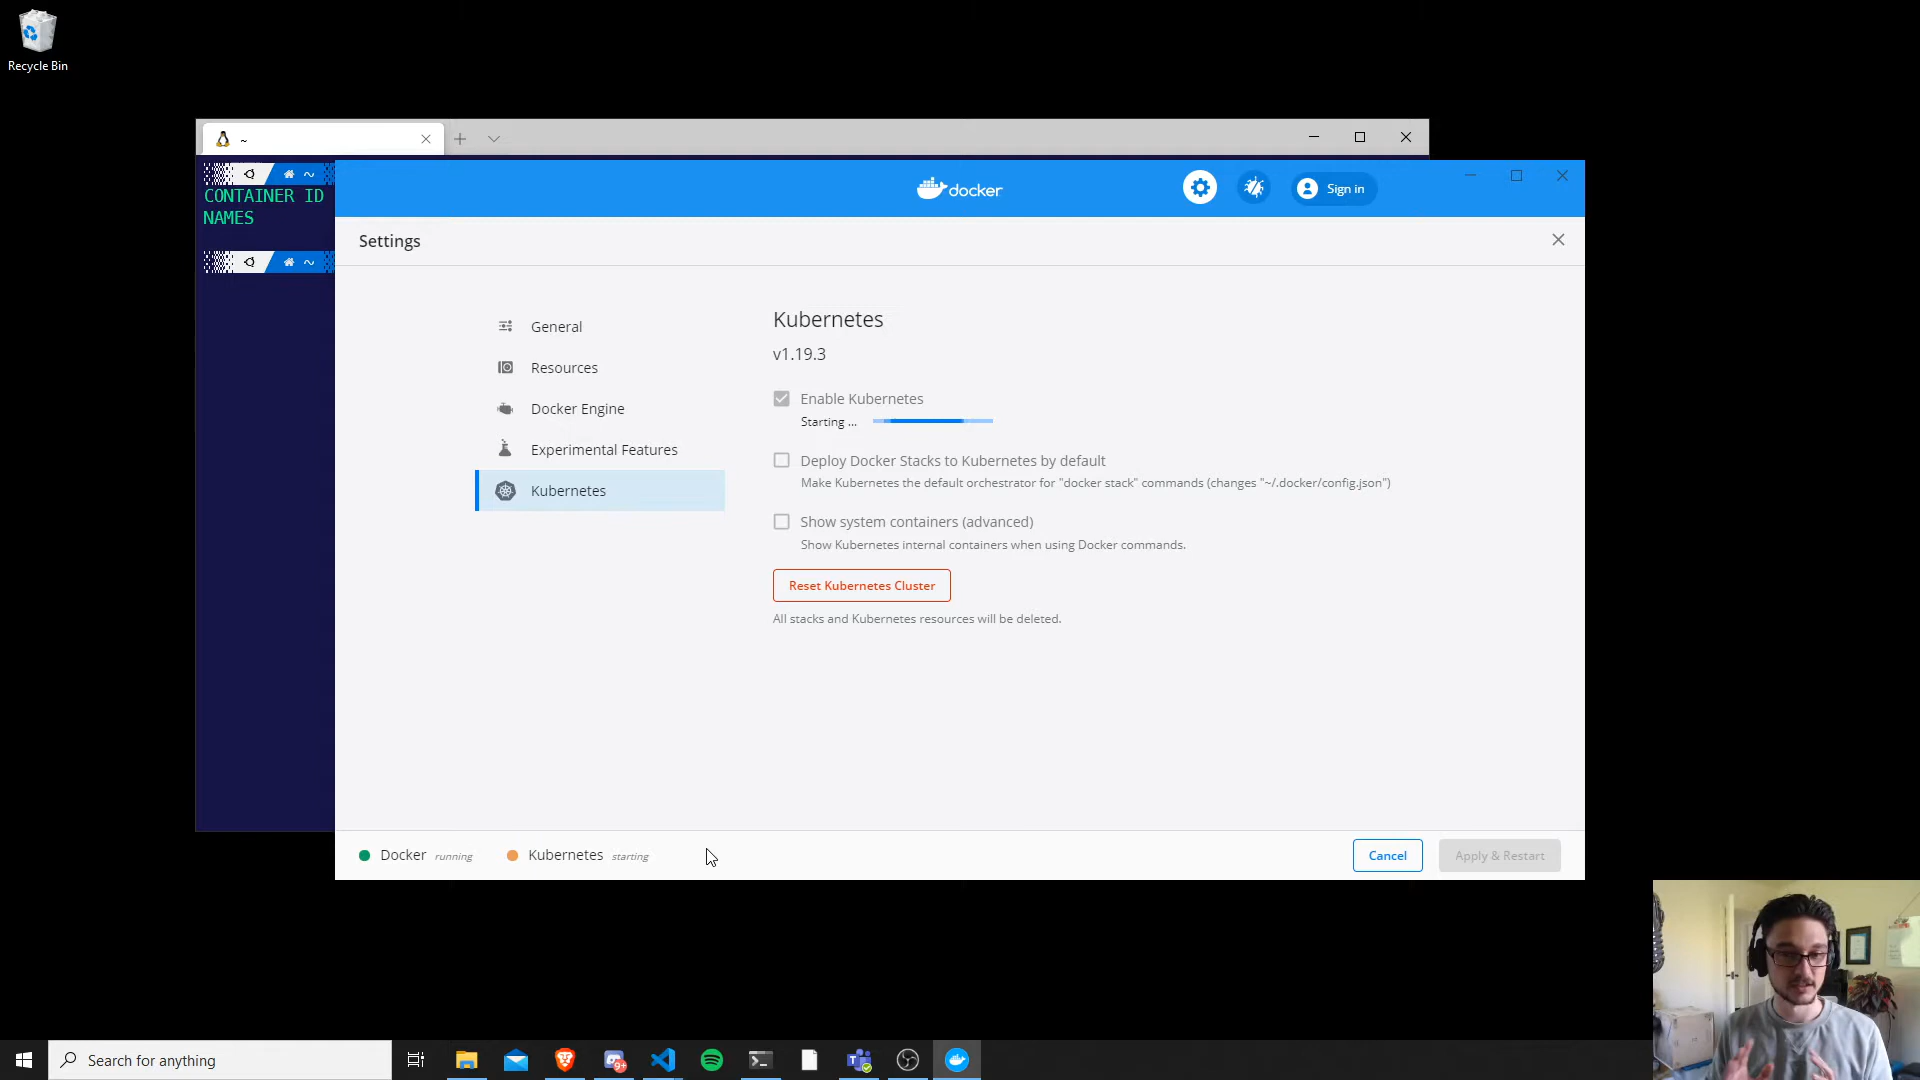 Recycle Bin
~
~
CONTAINER ID
NAMES
~
docker
Sign in
Settings
General
Resources
Docker Engine
Experimental Features
Kubernetes
Kubernetes
v1.19.3
Enable Kubernetes
Starting ...
Deploy Docker Stacks to Kubernetes by default
Make Kubernetes the default orchestrator for "docker stack" commands (changes "~/.docker/config.json")
Show system containers (advanced)
Show Kubernetes internal containers when using Docker commands.
Reset Kubernetes Cluster
All stacks and Kubernetes resources will be deleted.
Docker running
Kubernetes starting
Cancel
Apply & Restart
Search for anything
9+